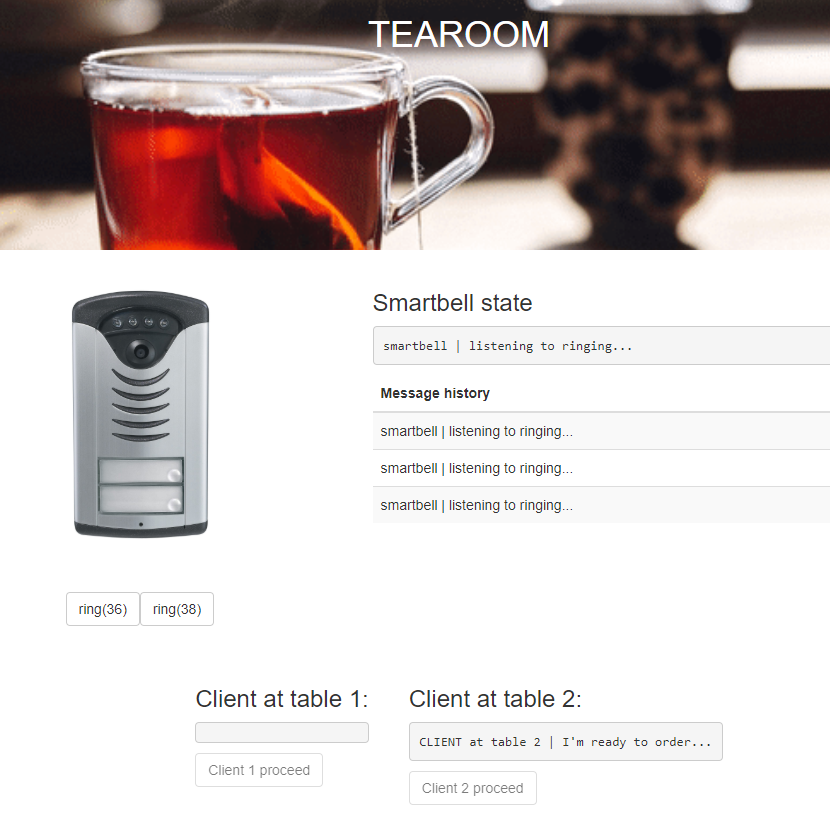 TEAROOM
Smartbell state
smartbell | listening to ringing...
Message history
smartbell | listening to ringing...
smartbell | listening to ringing...
smartbell | listening to ringing...
ring(36) ring(38)
Client at table 1:
Client 1 proceed
Client at table 2:
CLIENT at table 2 | I'm ready to order...
Client 2 proceed